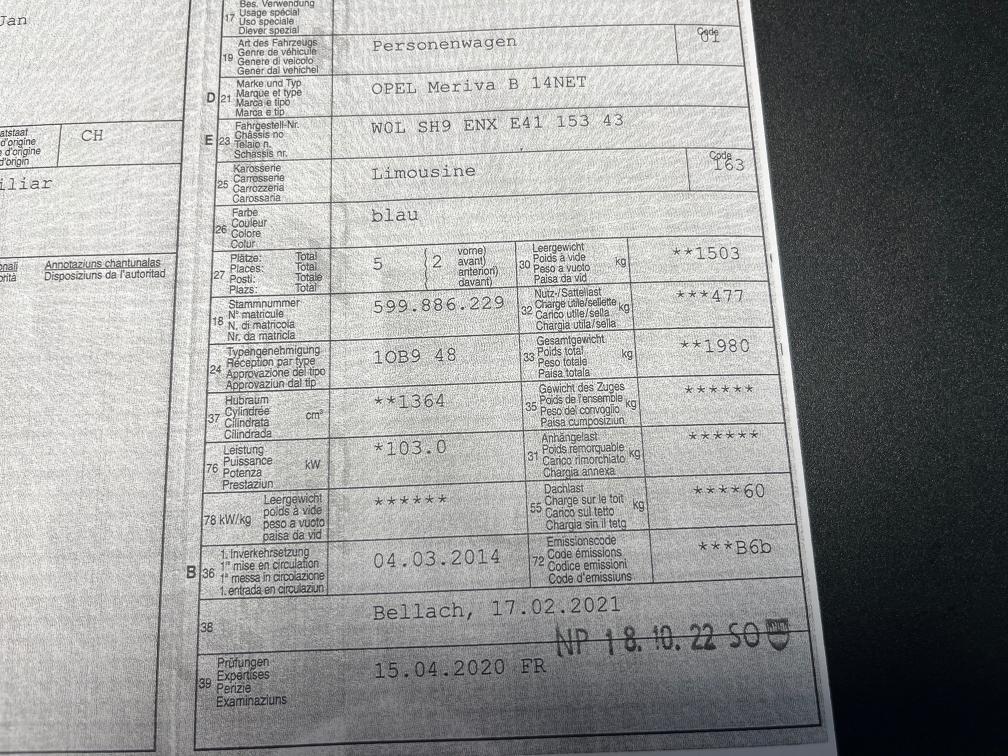 Jan
atstaat
d'origine
d'origine
d'origin
CH
iliar
onali
orità
Annotaziuns chantunalas
Disposiziuns da l'autoritad
17
Bes. Verwendung
Usage spécial
Uso speciale
Diever spezial
19
Art des Fahrzeugs
Genre de véhicule
Genere di veicolo
Gener dal vehichel
Personenwagen
Code
01
D 21
Marke und Typ
Marque et type
Marca e tipo
Marca e tip
OPEL Meriva B 14NET
E 23
Fahrgestell-Nr.
Châssis no
Telaio n.
Schassis nr.
W0L SH9 ENX E41 153 43
25
Karosserie
Carrosserie
Carrozzeria
Carossaria
Limousine
Code
163
26
Farbe
Couleur
Colore
Colur
blau
27
Plätze: Total
Places: Total
Posti: Totale
Plazs: Total
5
2
vorne)
avant)
anteriori)
davant)
30
Leergewicht
Poids à vide
Peso a vuoto
Paisa da vid
kg
**1503
18
Stammnummer
N° matricule
N. di matricola
Nr. da matricla
599.886.229
32
Nutz-/Sattellast
Charge utile/sellette
Carico utile/sella
Chargia utila/sella
kg
***477
24
Typengenehmigung
Réception par type
Approvazione del tipo
Approvaziun dal tip
1OB9 48
33
Gesamtgewicht
Poids total
Peso totale
Paisa totala
kg
**1980
37
Hubraum
Cylindrée
Cilindrata
Cilindrada
cm³
**1364
35
Gewicht des Zuges
Poids de l'ensemble
Peso del convoglio
Paisa cumposiziun
kg
******
76
Leistung
Puissance
Potenza
Prestaziun
kW
*103.0
31
Anhängelast
Poids remorquable
Carico rimorchiato
Chargia annexa
kg
******
78 kW/kg
Leergewicht
poids à vide
peso a vuoto
paisa da vid
******
55
Dachlast
Charge sur le toit
Carico sul tetto
Chargia sin il tetg
kg
****60
B 36
1. Inverkehrsetzung
1re mise en circulation
1a messa in circolazione
1. entrada en circulaziun
04.03.2014
72
Emissionscode
Code émissions
Codice emissioni
Code d'emissiuns
***B6b
38
Bellach, 17.02.2021
NP 18. 10. 22 SO
39
Prüfungen
Expertises
Perizie
Examinaziuns
15.04.2020 FR